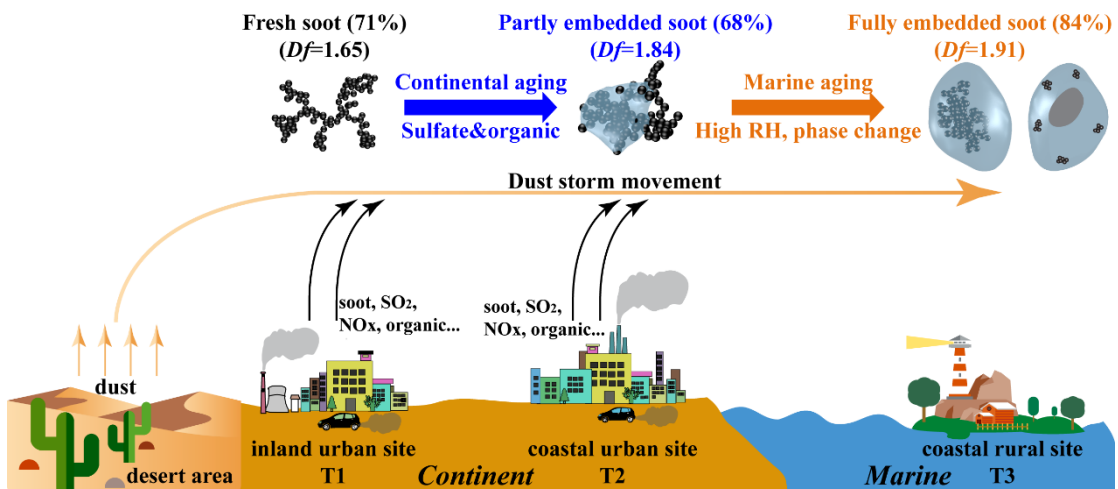 Fresh soot (71%)
(Df=1.65)
Partly embedded soot (68%)
(Df=1.84)
Fully embedded soot (84%)
(Df=1.91)
Continental aging
Sulfate&organic
Marine aging
High RH, phase change
Dust storm movement
soot, SO₂,
NOx, organic...
soot, SO₂,
NOx, organic...
dust
desert area
inland urban site
T1
Continent
coastal urban site
T2
Marine
coastal rural site
T3